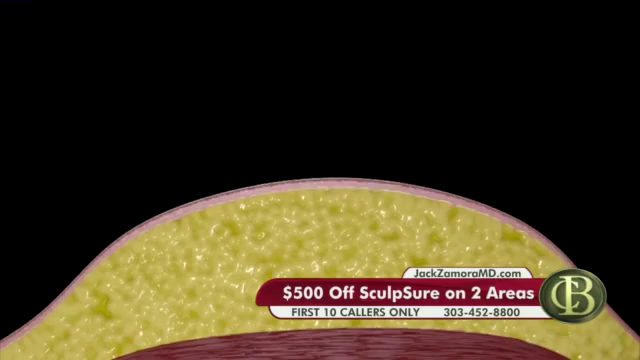 JackZamoraMD.com
$500 Off SculpSure on 2 Areas
FIRST 10 CALLERS ONLY 303-452-8800